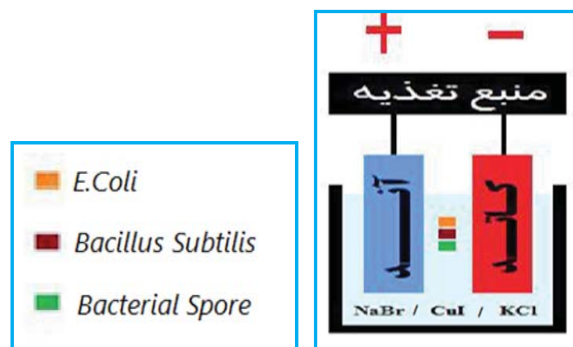 E.Coli
Bacillus Subtilis
Bacterial Spore
+ −
منبع تغذیه
آند
کاتد
NaBr / CuI / KCl